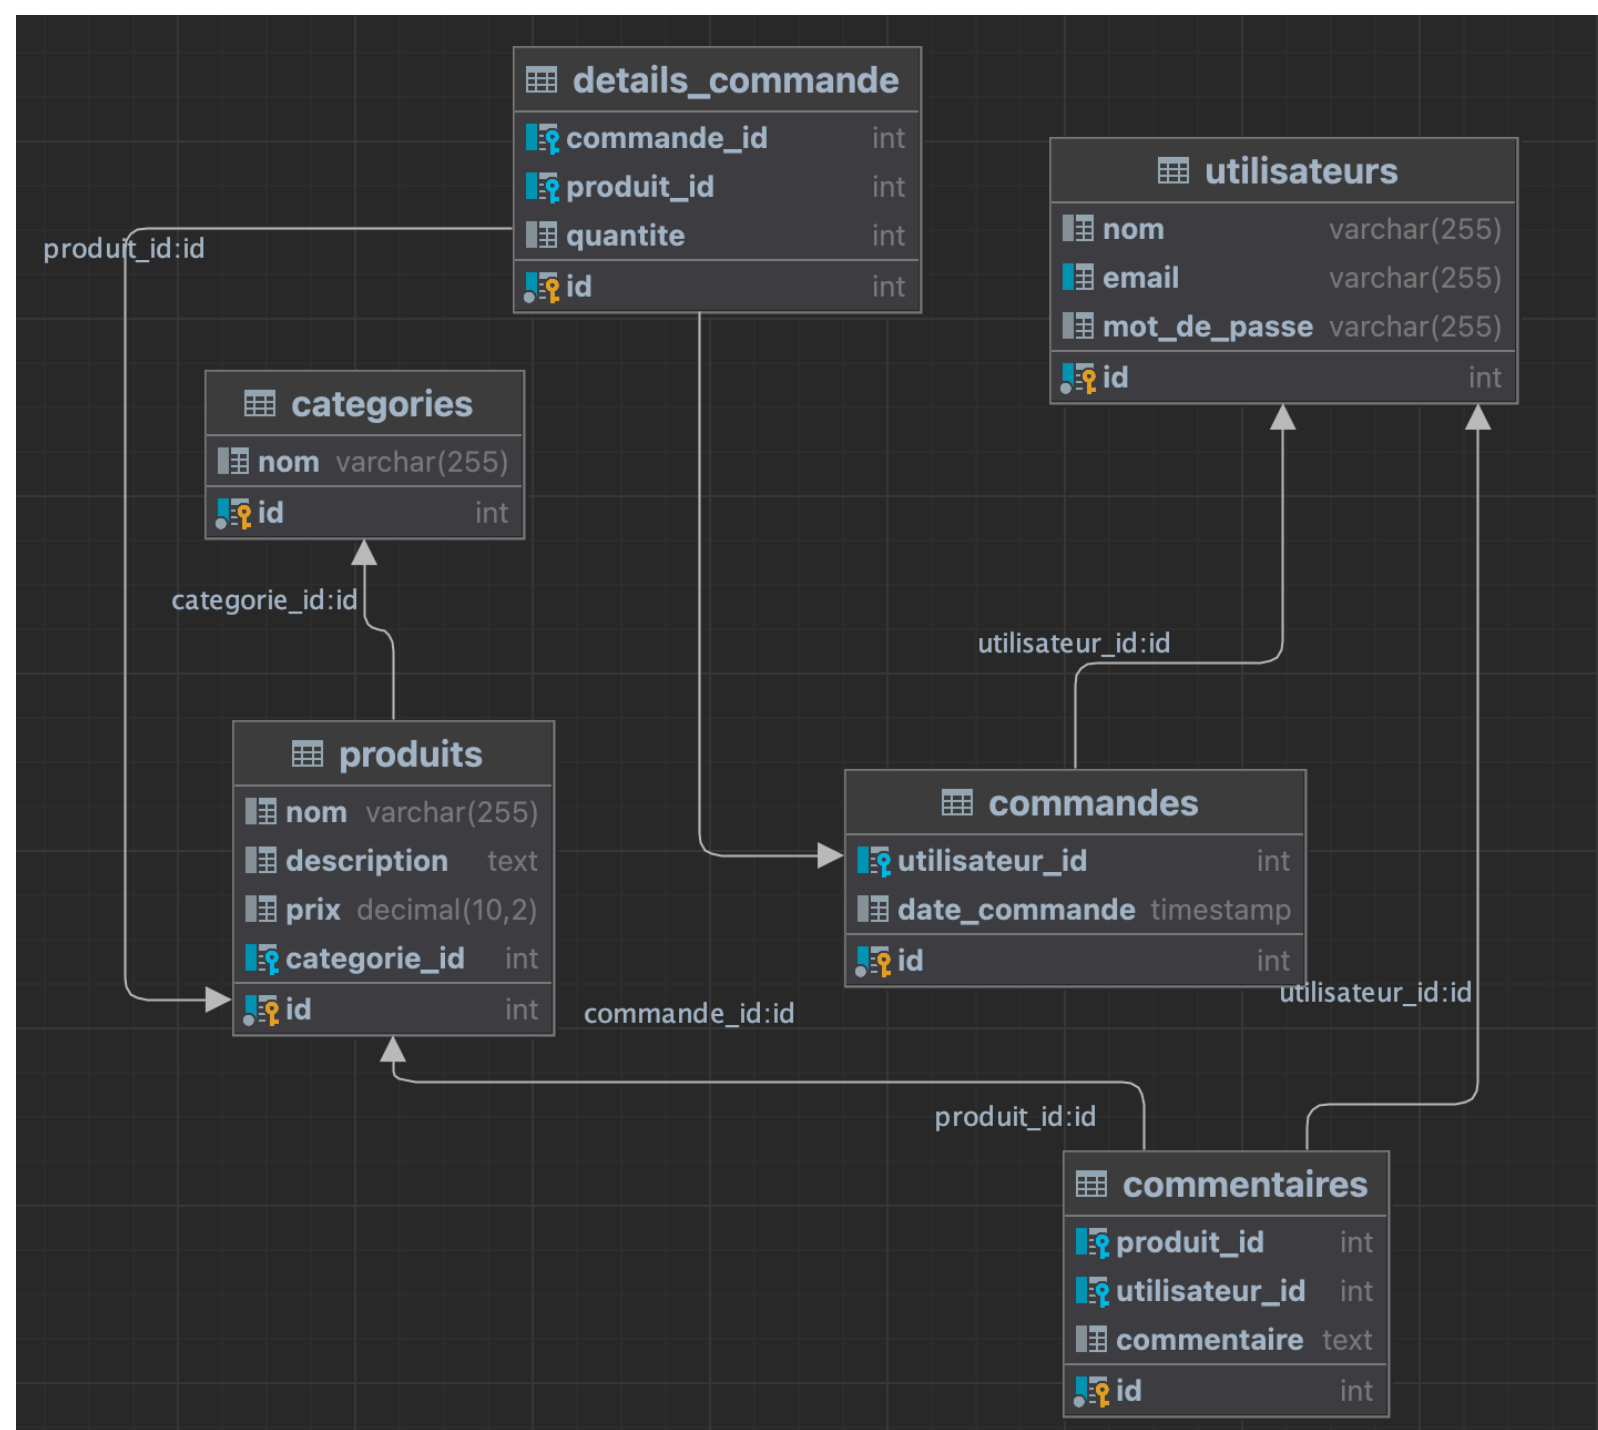 details_commande
commande_id int
produit_id int
quantite int
id int
utilisateurs
nom varchar(255)
email varchar(255)
mot_de_passe varchar(255)
id int
produit_id:id
categories
nom varchar(255)
id int
categorie_id:id
utilisateur_id:id
produits
nom varchar(255)
description text
prix decimal(10,2)
categorie_id int
id int
commandes
utilisateur_id int
date_commande timestamp
id int
utilisateur_id:id
commande_id:id
produit_id:id
commentaires
produit_id int
utilisateur_id int
commentaire text
id int